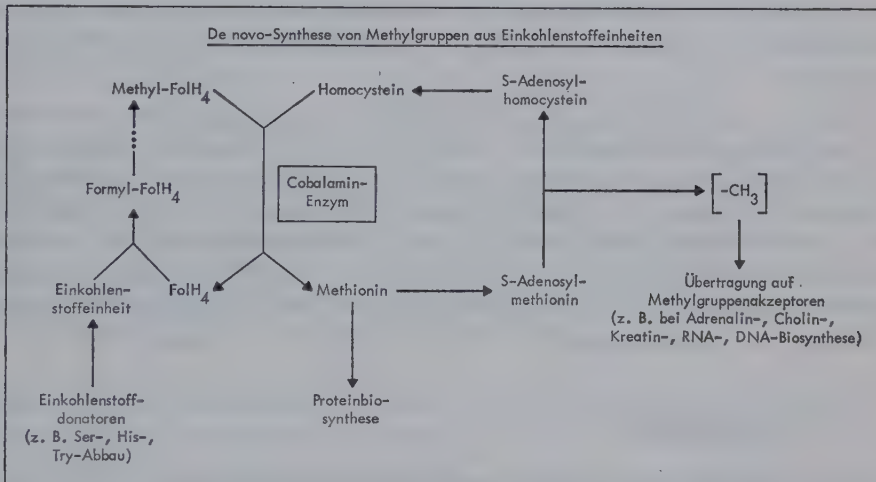 De novo-Synthese von Methylgruppen aus Einkohlenstoffeinheiten
Methyl-FolH4
Homocystein
S-Adenosyl-
homocystein
Formyl-FolH4
Cobalamin-
Enzym
[-CH3]
Einkohlen-
stoffeinheit
FolH4
Methionin
S-Adenosyl-
methionin
Übertragung auf
Methylgruppenakzeptoren
(z. B. bei Adrenalin-, Cholin-,
Kreatin-, RNA-, DNA-Biosynthese)
Einkohlenstoff-
donatoren
(z. B. Ser-, His-,
Try-Abbau)
Proteinbio-
synthese